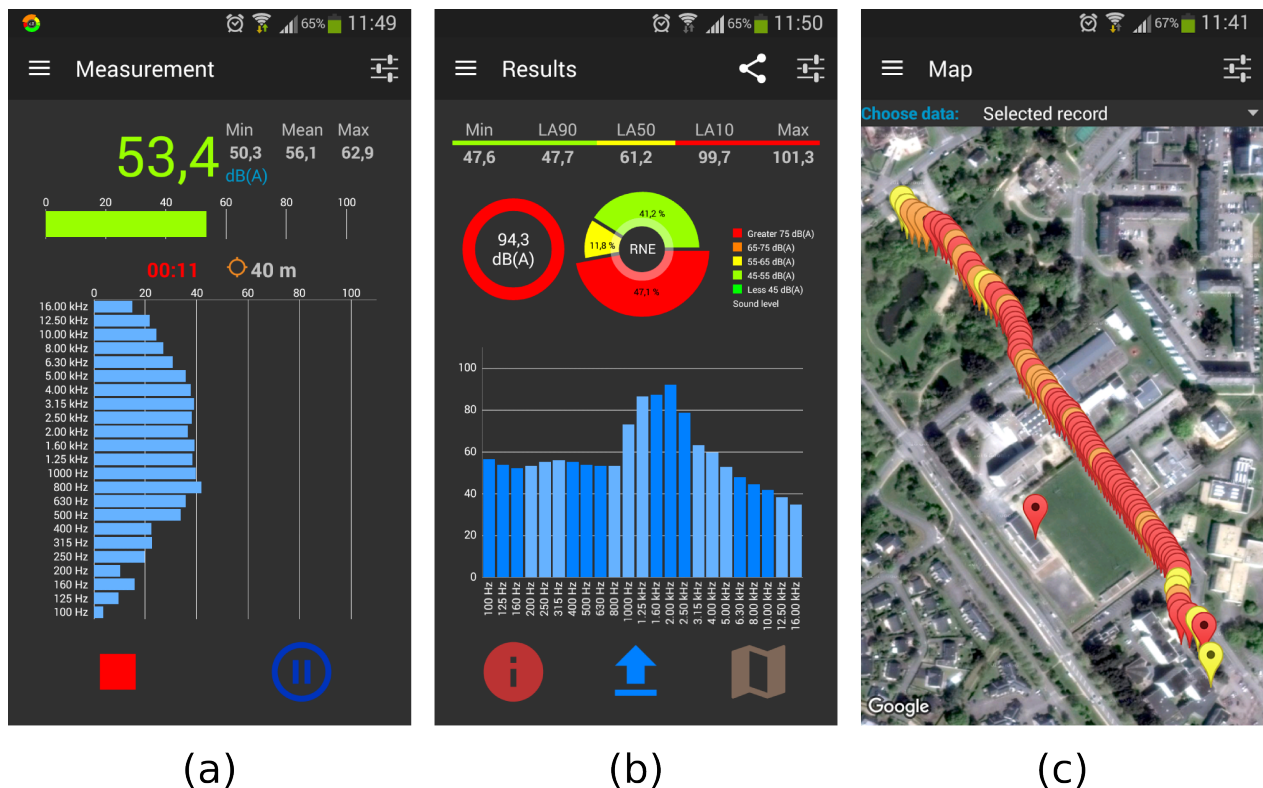 65% 11:49
Measurement
53,4
Min Mean Max
50,3 56,1 62,9
dB(A)
0 20 40 60 80 100
00:11 40 m
0 20 40 60 80 100
16.00 kHz
12.50 kHz
10.00 kHz
8.00 kHz
6.30 kHz
5.00 kHz
4.00 kHz
3.15 kHz
2.50 kHz
2.00 kHz
1.60 kHz
1.25 kHz
1000 Hz
800 Hz
630 Hz
500 Hz
400 Hz
315 Hz
250 Hz
200 Hz
160 Hz
125 Hz
100 Hz
(a)
65% 11:50
Results
Min LA90 LA50 LA10 Max
47,6 47,7 61,2 99,7 101,3
94,3
dB(A)
41,2 %
11,8 %
RNE
47,1 %
Greater 75 dB(A)
65-75 dB(A)
55-65 dB(A)
45-55 dB(A)
Less 45 dB(A)
Sound level
100
80
60
40
20
0
100 Hz
125 Hz
160 Hz
200 Hz
250 Hz
315 Hz
400 Hz
500 Hz
630 Hz
800 Hz
1000 Hz
1.25 kHz
1.60 kHz
2.00 kHz
2.50 kHz
3.15 kHz
4.00 kHz
5.00 kHz
6.30 kHz
8.00 kHz
10.00 kHz
12.50 kHz
16.00 kHz
i
(b)
67% 11:41
Map
Choose data: Selected record
Google
(c)